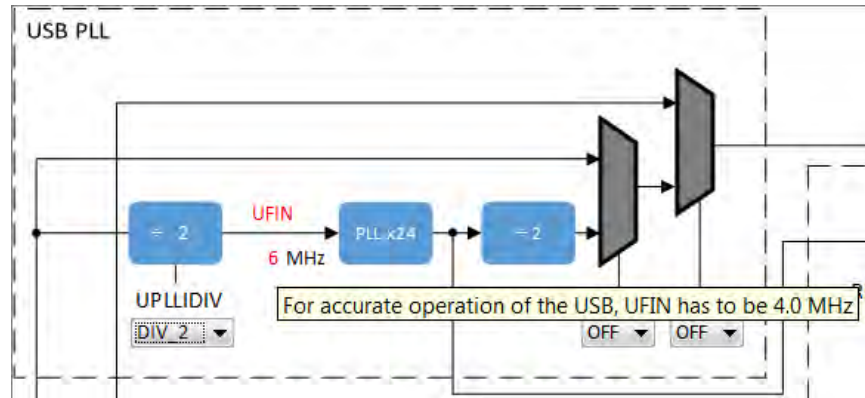 USB PLL
÷ 2
UFIN
6 MHz
PLL x24
÷ 2
UPLLIDIV
DIV_2
For accurate operation of the USB, UFIN has to be 4.0 MHz
OFF
OFF